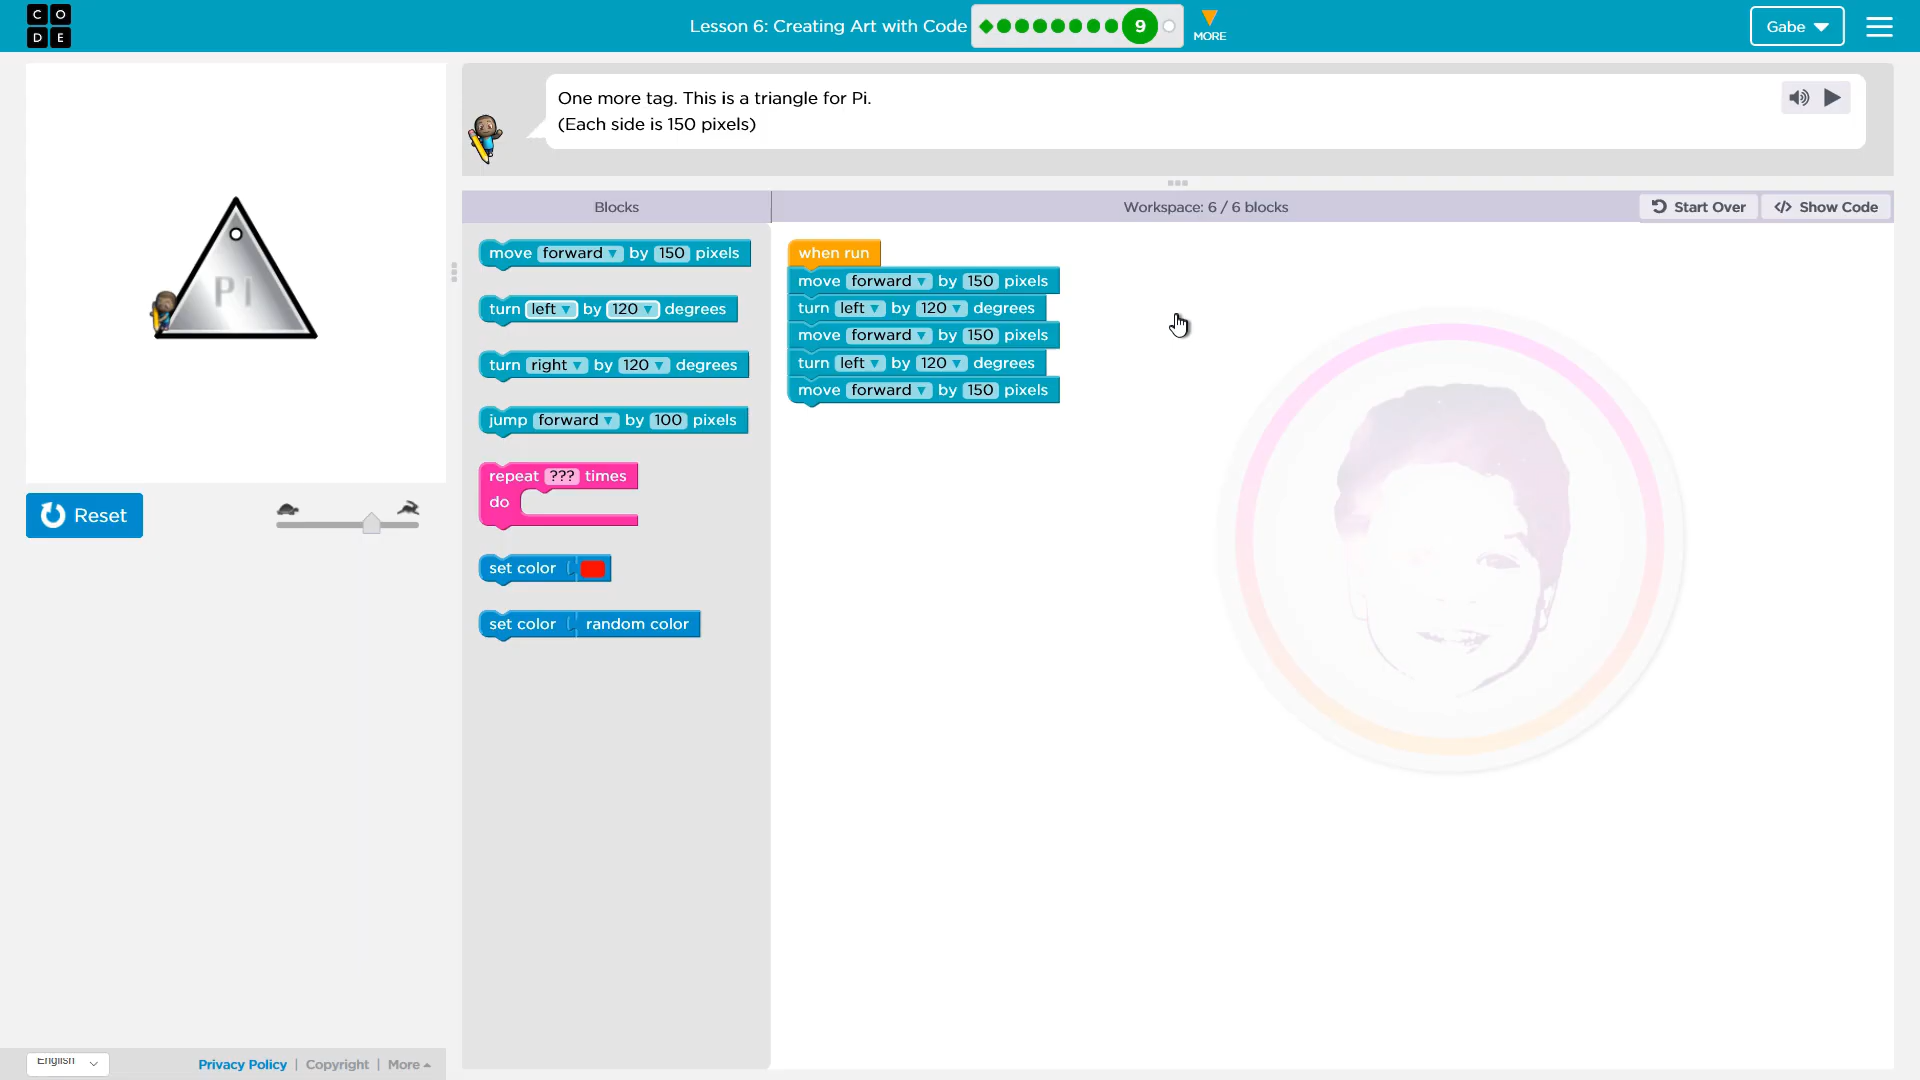 C O
D E
Lesson 6: Creating Art with Code
9
MORE
Gabe
One more tag. This is a triangle for Pi.
(Each side is 150 pixels)
Blocks
Workspace: 6 / 6 blocks
Start Over
</> Show Code
PI
Reset
move forward by 150 pixels
turn left by 120 degrees
turn right by 120 degrees
jump forward by 100 pixels
repeat ??? times
do
set color
set color random color
when run
move forward by 150 pixels
turn left by 120 degrees
move forward by 150 pixels
turn left by 120 degrees
move forward by 150 pixels
English
Privacy Policy | Copyright | More